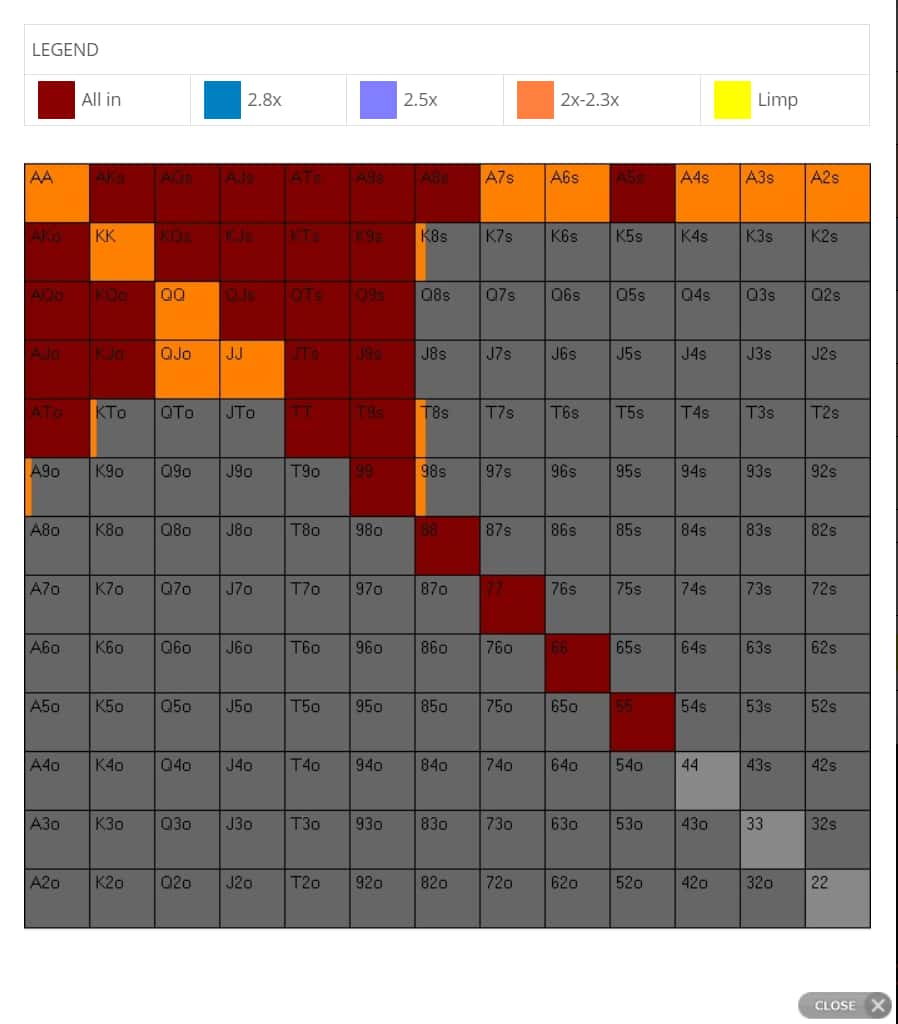 LEGEND
All in 2.8x 2.5x 2x-2.3x Limp
AA AKs AQs AJs ATs A9s A8s A7s A6s A5s A4s A3s A2s
AKo KK KQs KJs KTs K9s K8s K7s K6s K5s K4s K3s K2s
AQo KQo QQ QJs QTs Q9s Q8s Q7s Q6s Q5s Q4s Q3s Q2s
AJo KJo QJo JJ JTs J9s J8s J7s J6s J5s J4s J3s J2s
ATo KTo QTo JTo TT T9s T8s T7s T6s T5s T4s T3s T2s
A9o K9o Q9o J9o T9o 99 98s 97s 96s 95s 94s 93s 92s
A8o K8o Q8o J8o T8o 98o 88 87s 86s 85s 84s 83s 82s
A7o K7o Q7o J7o T7o 97o 87o 77 76s 75s 74s 73s 72s
A6o K6o Q6o J6o T6o 96o 86o 76o 66 65s 64s 63s 62s
A5o K5o Q5o J5o T5o 95o 85o 75o 65o 55 54s 53s 52s
A4o K4o Q4o J4o T4o 94o 84o 74o 64o 54o 44 43s 42s
A3o K3o Q3o J3o T3o 93o 83o 73o 63o 53o 43o 33 32s
A2o K2o Q2o J2o T2o 92o 82o 72o 62o 52o 42o 32o 22
CLOSE